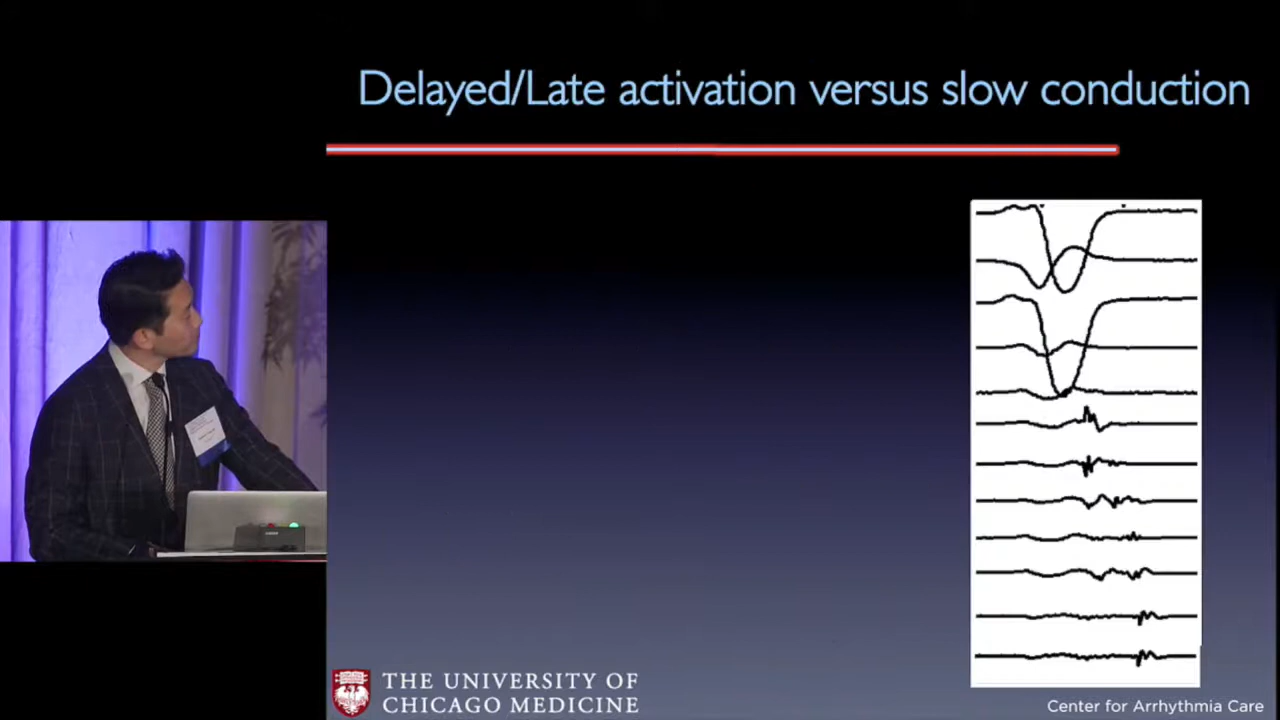 Delayed/Late activation versus slow conduction
THE UNIVERSITY OF
CHICAGO MEDICINE
Center for Arrhythmia Care